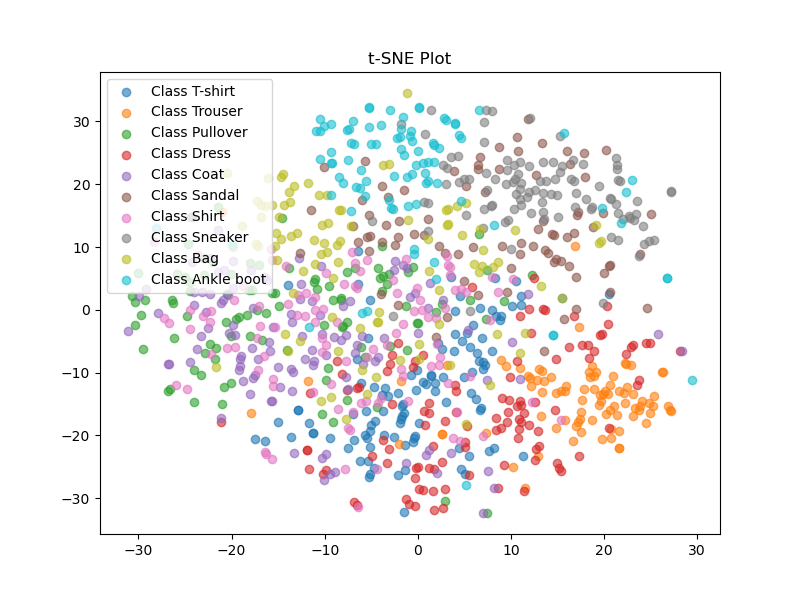 t-SNE Plot
Class T-shirt
Class Trouser
Class Pullover
Class Dress
Class Coat
Class Sandal
Class Shirt
Class Sneaker
Class Bag
Class Ankle boot
30
20
10
0
−10
−20
−30
−30 −20 −10 0 10 20 30